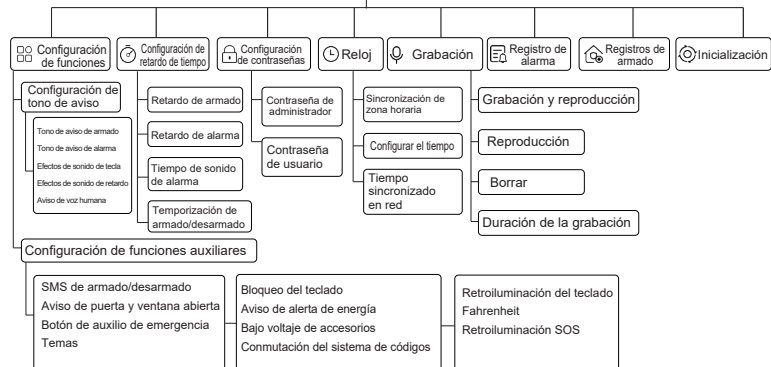 Configuración
de funciones
Configuración de
retardo de tiempo
Configuración
de contraseñas
Reloj
Grabación
Registro de
alarma
Registros de
armado
Inicialización
Configuración de
tono de aviso
Tono de aviso de armado
Tono de aviso de alarma
Efectos de sonido de tecla
Efectos de sonido de retardo
Aviso de voz humana
Retardo de armado
Retardo de alarma
Tiempo de sonido
de alarma
Temporización de
armado/desarmado
Contraseña de
administrador
Contraseña
de usuario
Sincronización de
zona horaria
Configurar el tiempo
Tiempo
sincronizado
en red
Grabación y reproducción
Reproducción
Borrar
Duración de la grabación
Configuración de funciones auxiliares
SMS de armado/desarmado
Aviso de puerta y ventana abierta
Botón de auxilio de emergencia
Temas
Bloqueo del teclado
Aviso de alerta de energía
Bajo voltaje de accesorios
Conmutación del sistema de códigos
Retroiluminación del teclado
Fahrenheit
Retroiluminación SOS